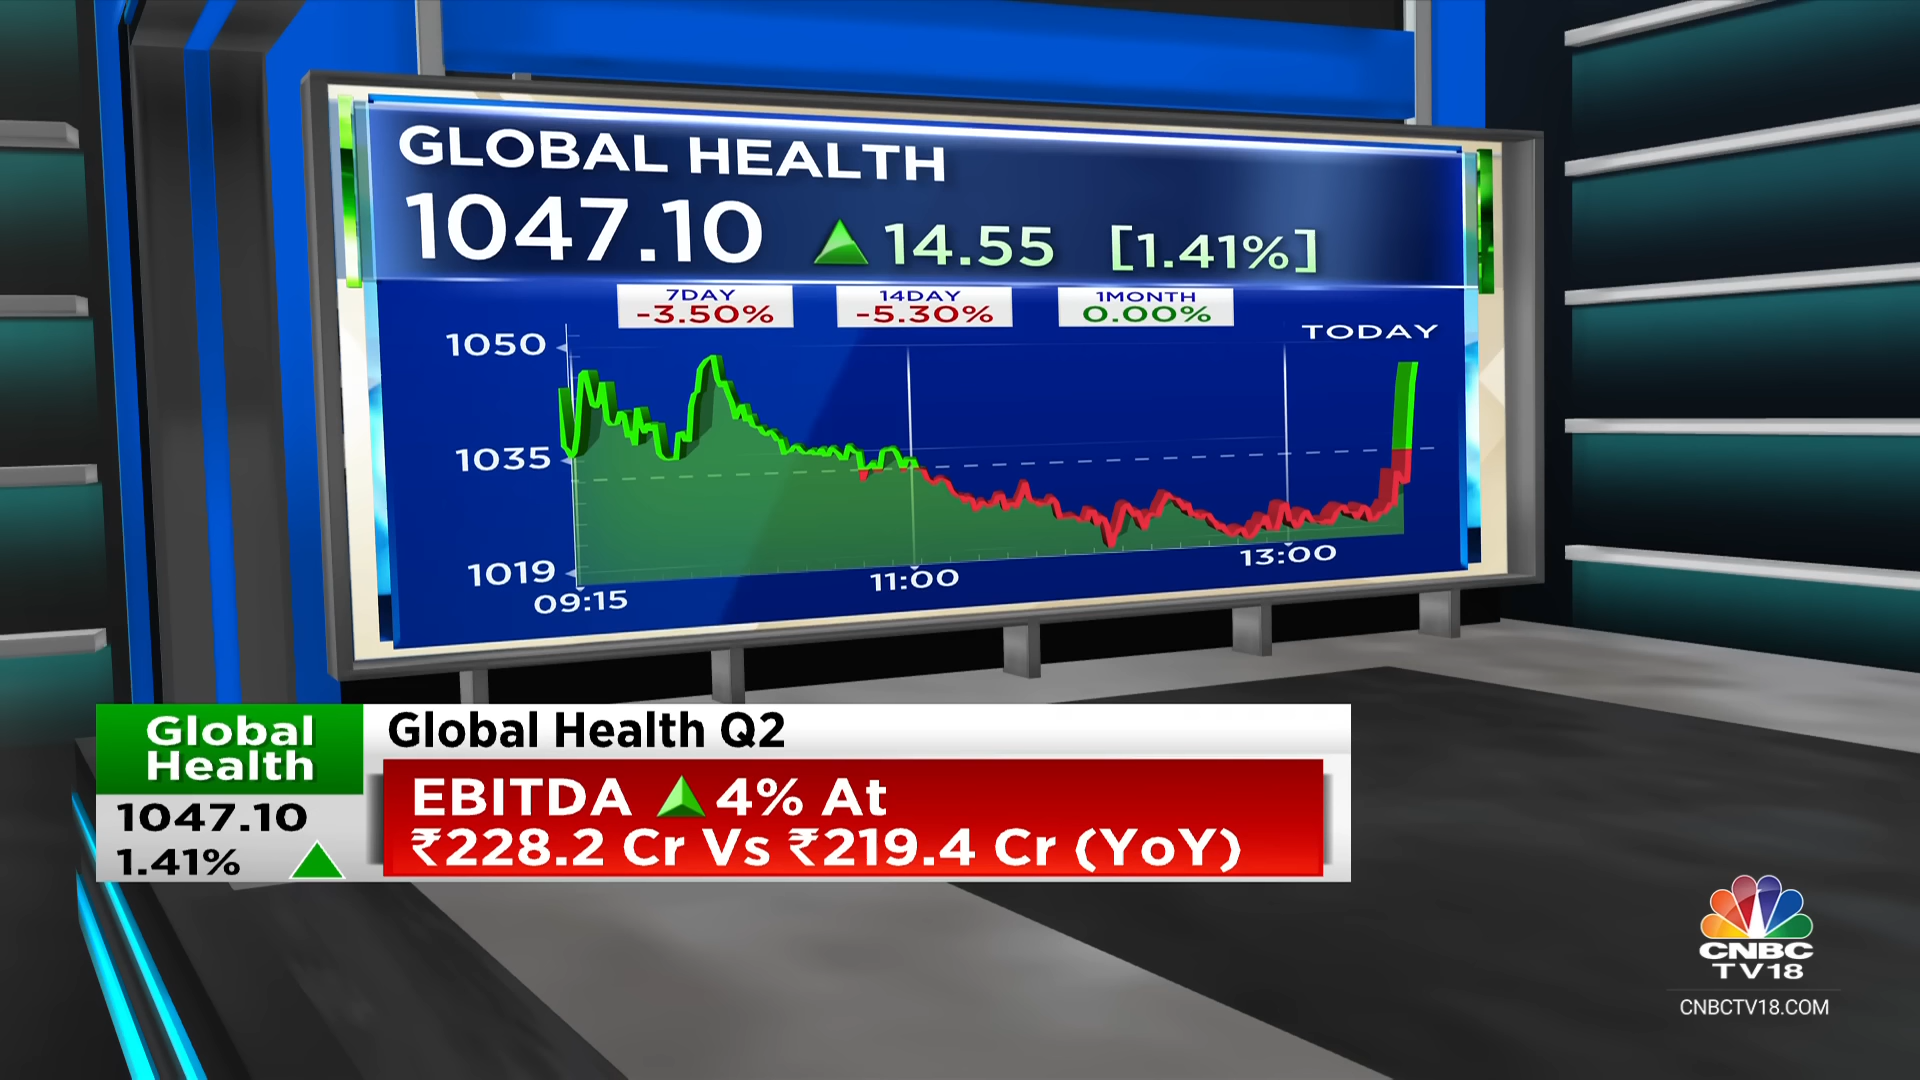 GLOBAL HEALTH
1047.10 ▲ 14.55 [1.41%]
7DAY
-3.50%
14DAY
-5.30%
1MONTH
0.00%
TODAY
1050
1035
1019
09:15
11:00
13:00
Global
Health
1047.10
1.41% ▲
Global Health Q2
EBITDA ▲ 4% At
₹228.2 Cr Vs ₹219.4 Cr (YoY)
CNBC
TV18
CNBCTV18.COM